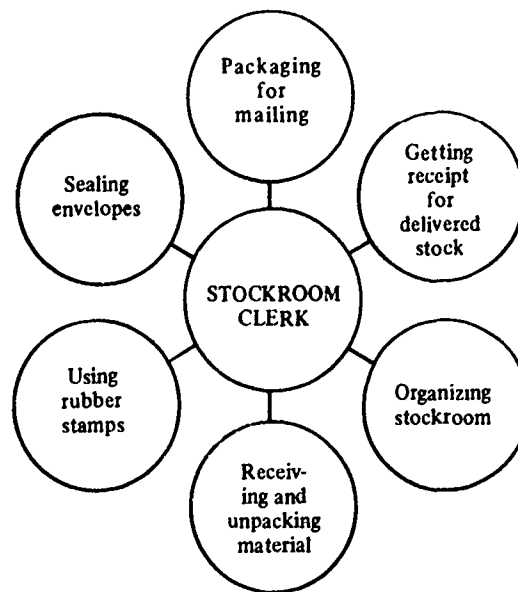 Packaging
for
mailing
Getting
receipt
for
delivered
stock
Sealing
envelopes
STOCKROOM
CLERK
Using
rubber
stamps
Organizing
stockroom
Receiv-
ing and
unpacking
material